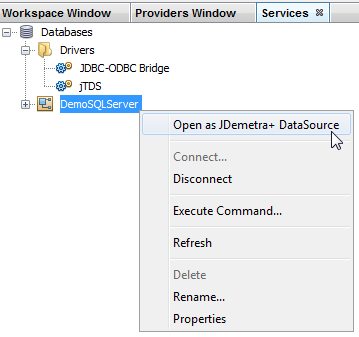 Workspace Window Providers Window Services
Databases
Drivers
JDBC-ODBC Bridge
jTDS
DemoSQLServer
Open as JDemetra+ DataSource
Connect...
Disconnect
Execute Command...
Refresh
Delete
Rename...
Properties